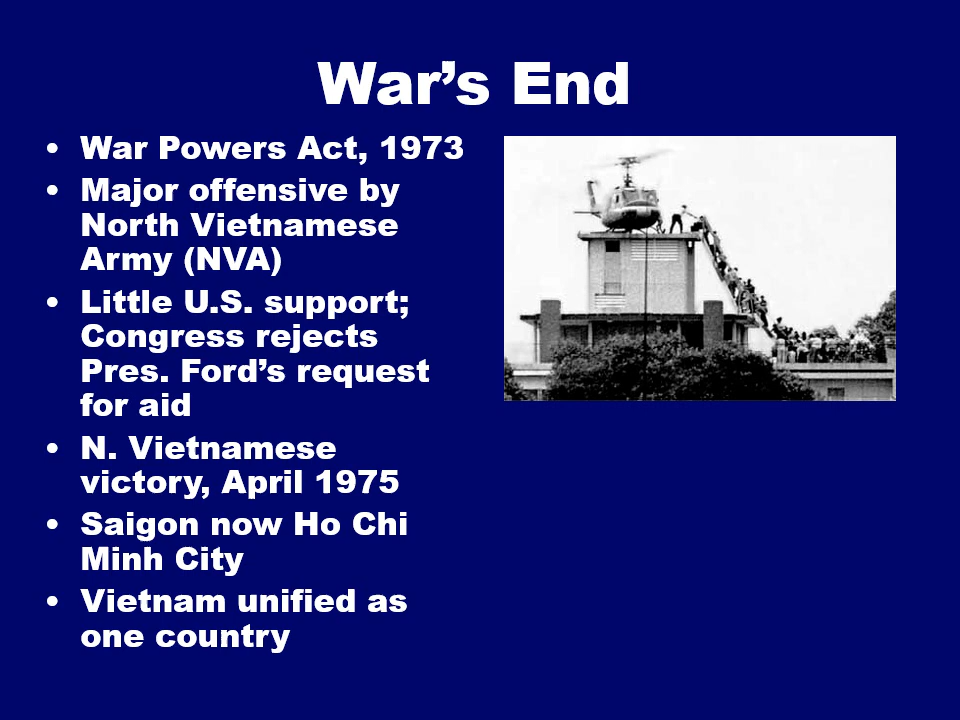 War’s End
• War Powers Act, 1973
• Major offensive by
North Vietnamese
Army (NVA)
• Little U.S. support;
Congress rejects
Pres. Ford’s request
for aid
• N. Vietnamese
victory, April 1975
• Saigon now Ho Chi
Minh City
• Vietnam unified as
one country